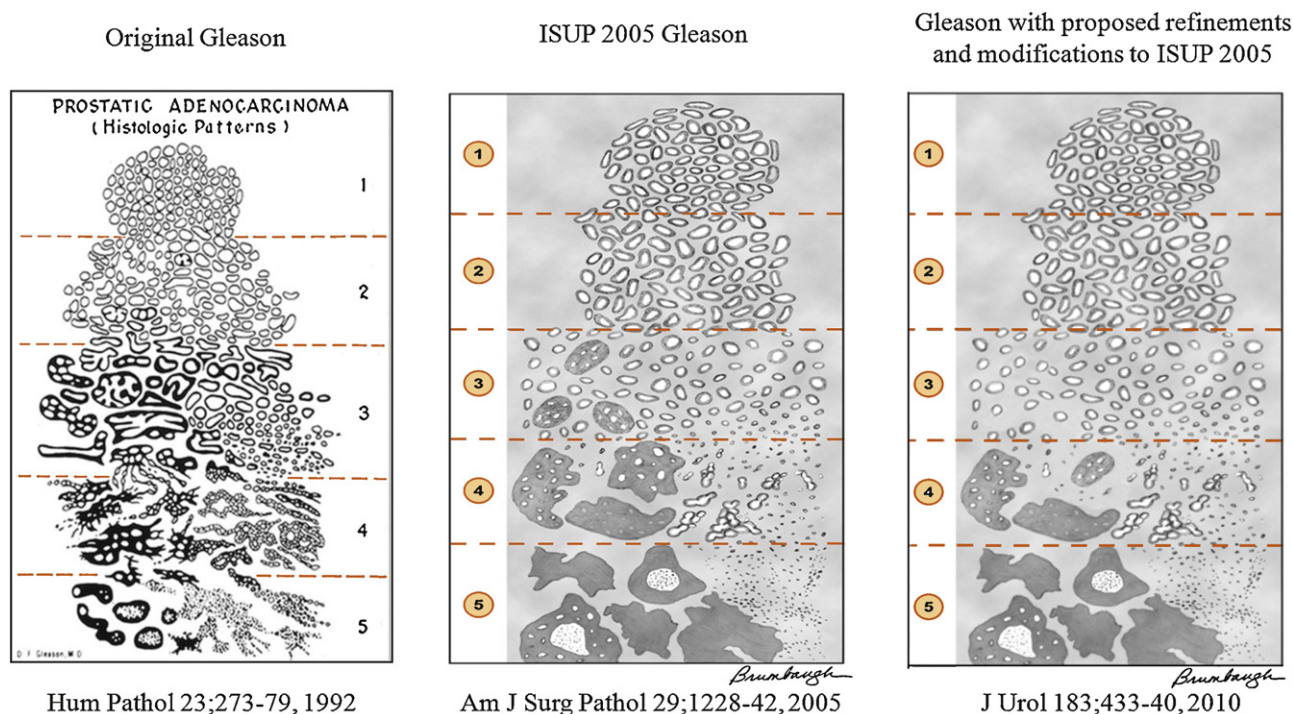 Original Gleason
ISUP 2005 Gleason
Gleason with proposed refinements
and modifications to ISUP 2005
PROSTATIC ADENOCARCINOMA
(Histologic Patterns)
1
2
3
4
5
D F Gleason, M.D
1
2
3
4
5
Brumbaugh
1
2
3
4
5
Brumbaugh
Hum Pathol 23;273-79, 1992
Am J Surg Pathol 29;1228-42, 2005
J Urol 183;433-40, 2010